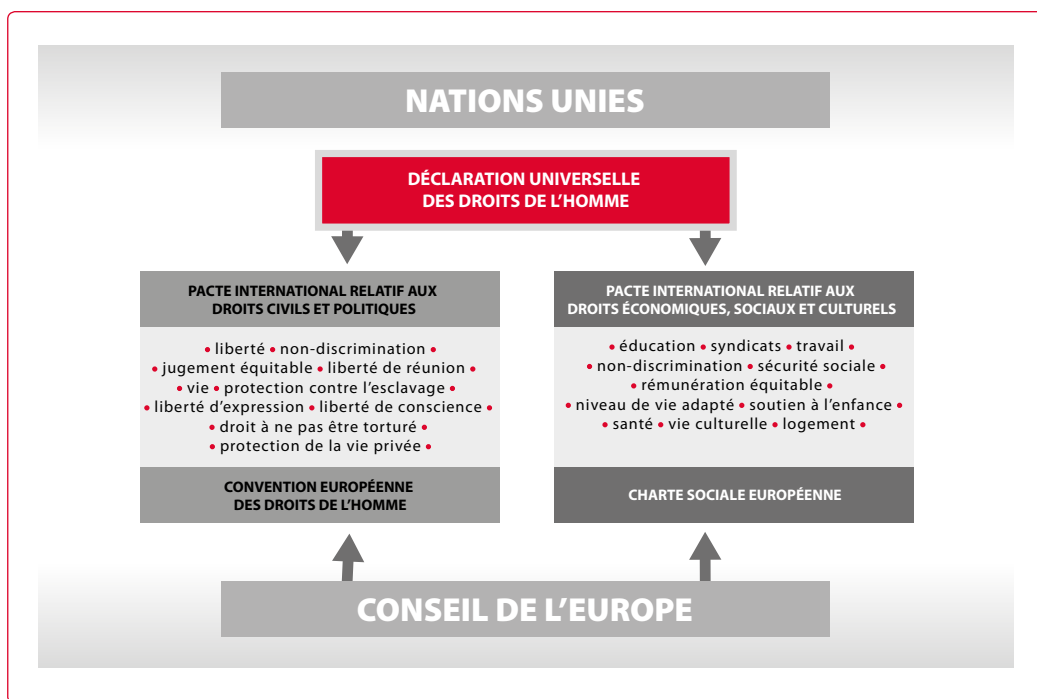 NATIONS UNIES
DÉCLARATION UNIVERSELLE
DES DROITS DE L'HOMME
PACTE INTERNATIONAL RELATIF AUX
DROITS CIVILS ET POLITIQUES
• liberté • non-discrimination •
• jugement équitable • liberté de réunion •
• vie • protection contre l'esclavage •
• liberté d'expression • liberté de conscience •
• droit à ne pas être torturé •
• protection de la vie privée •
CONVENTION EUROPÉENNE
DES DROITS DE L'HOMME
PACTE INTERNATIONAL RELATIF AUX
DROITS ÉCONOMIQUES, SOCIAUX ET CULTURELS
• éducation • syndicats • travail •
• non-discrimination • sécurité sociale •
• rémunération équitable •
• niveau de vie adapté • soutien à l'enfance •
• santé • vie culturelle • logement •
CHARTE SOCIALE EUROPÉENNE
CONSEIL DE L'EUROPE